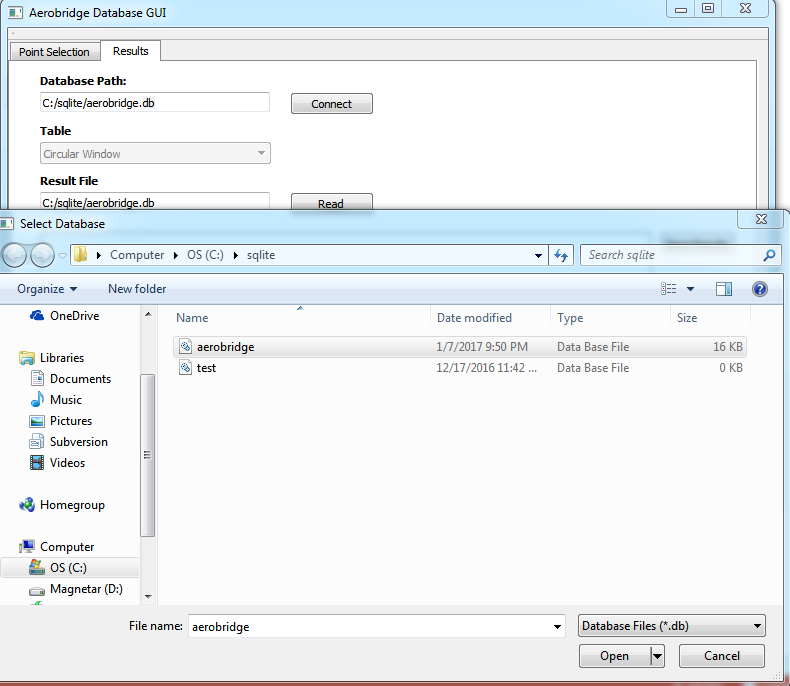 Aerobridge Database GUI
Point Selection Results
Database Path:
C:/sqlite/aerobridge.db Connect
Table
Circular Window
Result File
C:/sqlite/aerobridge.db Read
Select Database
Computer OS (C:) sqlite Search sqlite
Organize New folder
OneDrive
Libraries
Documents
Music
Pictures
Subversion
Videos
Homegroup
Computer
OS (C:)
Magnetar (D:)
Name Date modified Type Size
aerobridge 1/7/2017 9:50 PM Data Base File 16 KB
test 12/17/2016 11:42 ... Data Base File 0 KB
File name: aerobridge Database Files (*.db)
Open Cancel